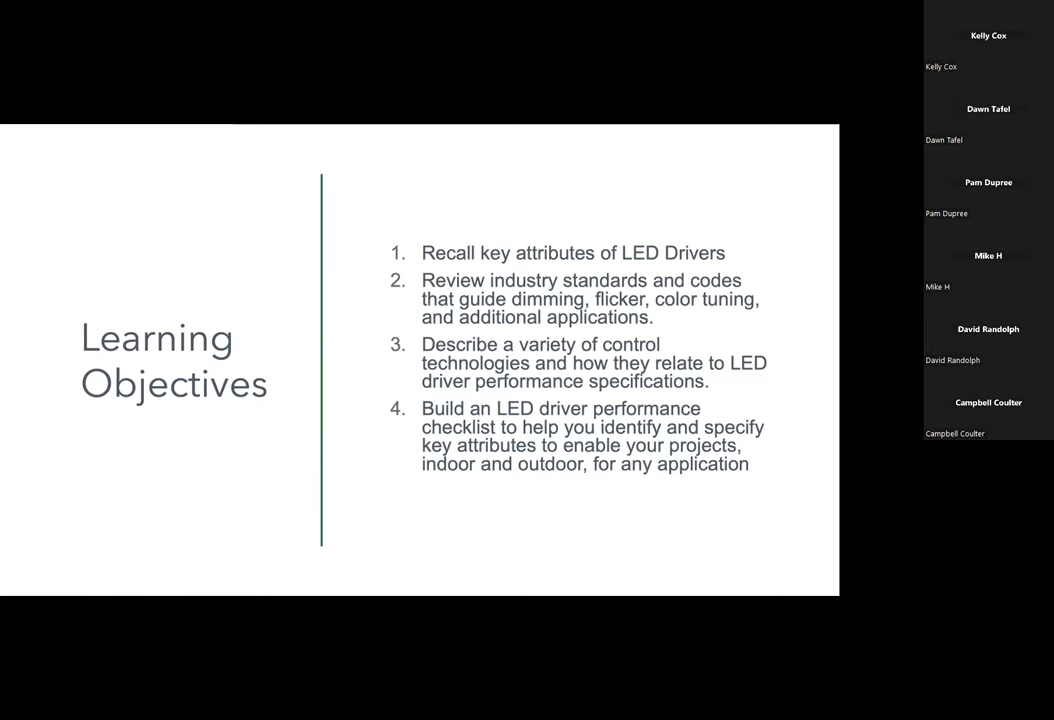 Learning
Objectives
1. Recall key attributes of LED Drivers
2. Review industry standards and codes
that guide dimming, flicker, color tuning,
and additional applications.
3. Describe a variety of control
technologies and how they relate to LED
driver performance specifications.
4. Build an LED driver performance
checklist to help you identify and specify
key attributes to enable your projects,
indoor and outdoor, for any application
Kelly Cox
Kelly Cox
Dawn Tafel
Dawn Tafel
Pam Dupree
Pam Dupree
Mike H
Mike H
David Randolph
David Randolph
Campbell Coulter
Campbell Coulter